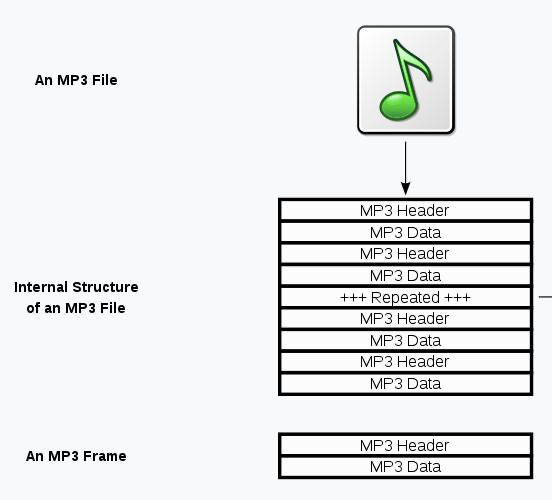 An MP3 File
MP3 Header
MP3 Data
MP3 Header
MP3 Data
Internal Structure
of an MP3 File
+++ Repeated +++
MP3 Header
MP3 Data
MP3 Header
MP3 Data
An MP3 Frame
MP3 Header
MP3 Data